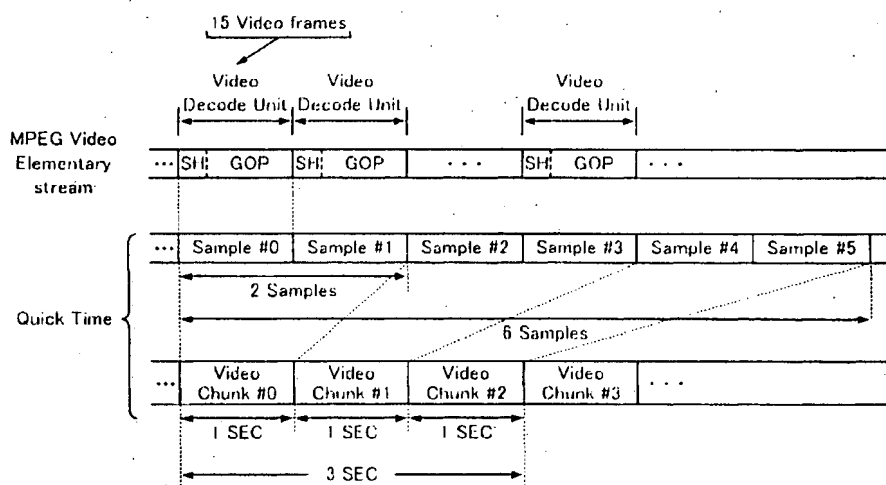 15 Video frames
Video
Decode Unit
Video
Decode Unit
Video
Decode Unit
MPEG Video
Elementary
stream
... SH GOP SH GOP ... SH GOP ...
... Sample #0 Sample #1 Sample #2 Sample #3 Sample #4 Sample #5
2 Samples
Quick Time
6 Samples
... Video
Chunk #0
Video
Chunk #1
Video
Chunk #2
Video
Chunk #3
...
1 SEC 1 SEC 1 SEC
3 SEC